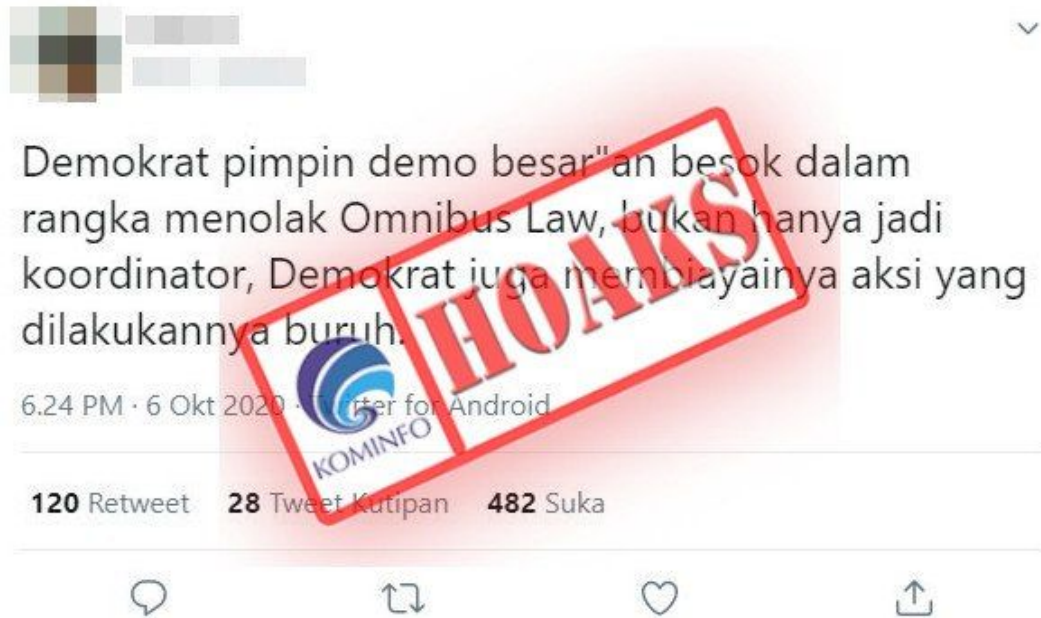 Demokrat pimpin demo besar"an besok dalam
rangka menolak Omnibus Law, bukan hanya jadi
koordinator, Demokrat juga membiayainya aksi yang
dilakukannya buruh.
HOAKS
KOMINFO
6.24 PM · 6 Okt 2020 · Twitter for Android
120 Retweet 28 Tweet Kutipan 482 Suka